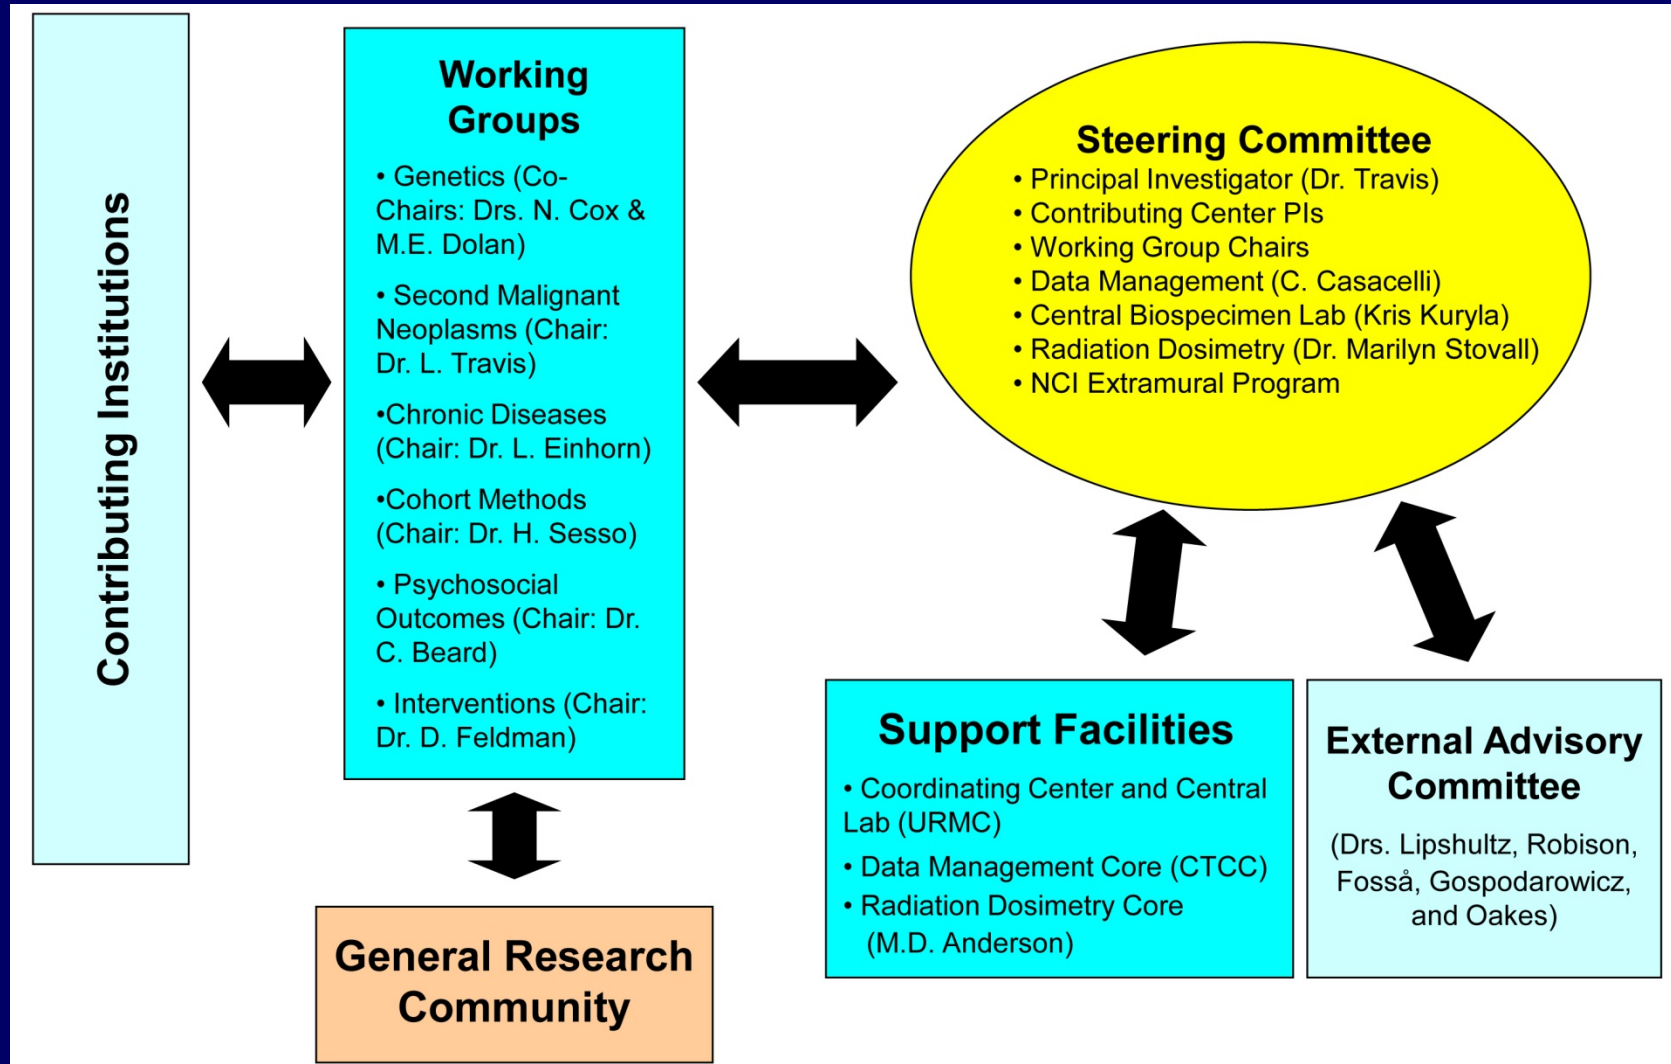 Contributing Institutions
Working
Groups
• Genetics (Co-
Chairs: Drs. N. Cox &
M.E. Dolan)
• Second Malignant
Neoplasms (Chair:
Dr. L. Travis)
•Chronic Diseases
(Chair: Dr. L. Einhorn)
•Cohort Methods
(Chair: Dr. H. Sesso)
• Psychosocial
Outcomes (Chair: Dr.
C. Beard)
• Interventions (Chair:
Dr. D. Feldman)
General Research
Community
Steering Committee
• Principal Investigator (Dr. Travis)
• Contributing Center PIs
• Working Group Chairs
• Data Management (C. Casacelli)
• Central Biospecimen Lab (Kris Kuryla)
• Radiation Dosimetry (Dr. Marilyn Stovall)
• NCI Extramural Program
Support Facilities
• Coordinating Center and Central
Lab (URMC)
• Data Management Core (CTCC)
• Radiation Dosimetry Core
(M.D. Anderson)
External Advisory
Committee
(Drs. Lipshultz, Robison,
Fosså, Gospodarowicz,
and Oakes)